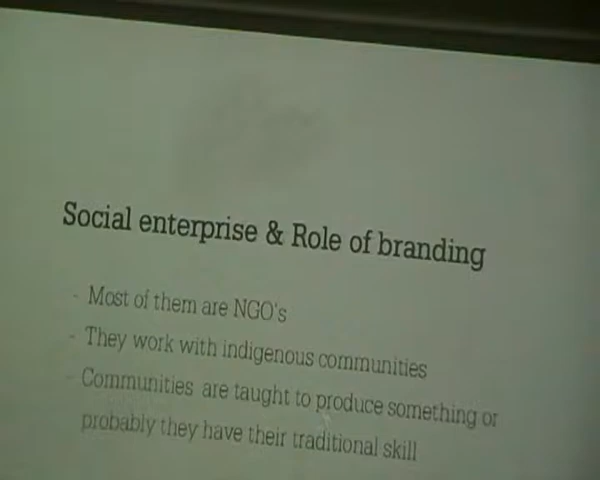 Social enterprise & Role of branding
- Most of them are NGO's
- They work with indigenous communities
- Communities are taught to produce something or
probably they have their traditional skill